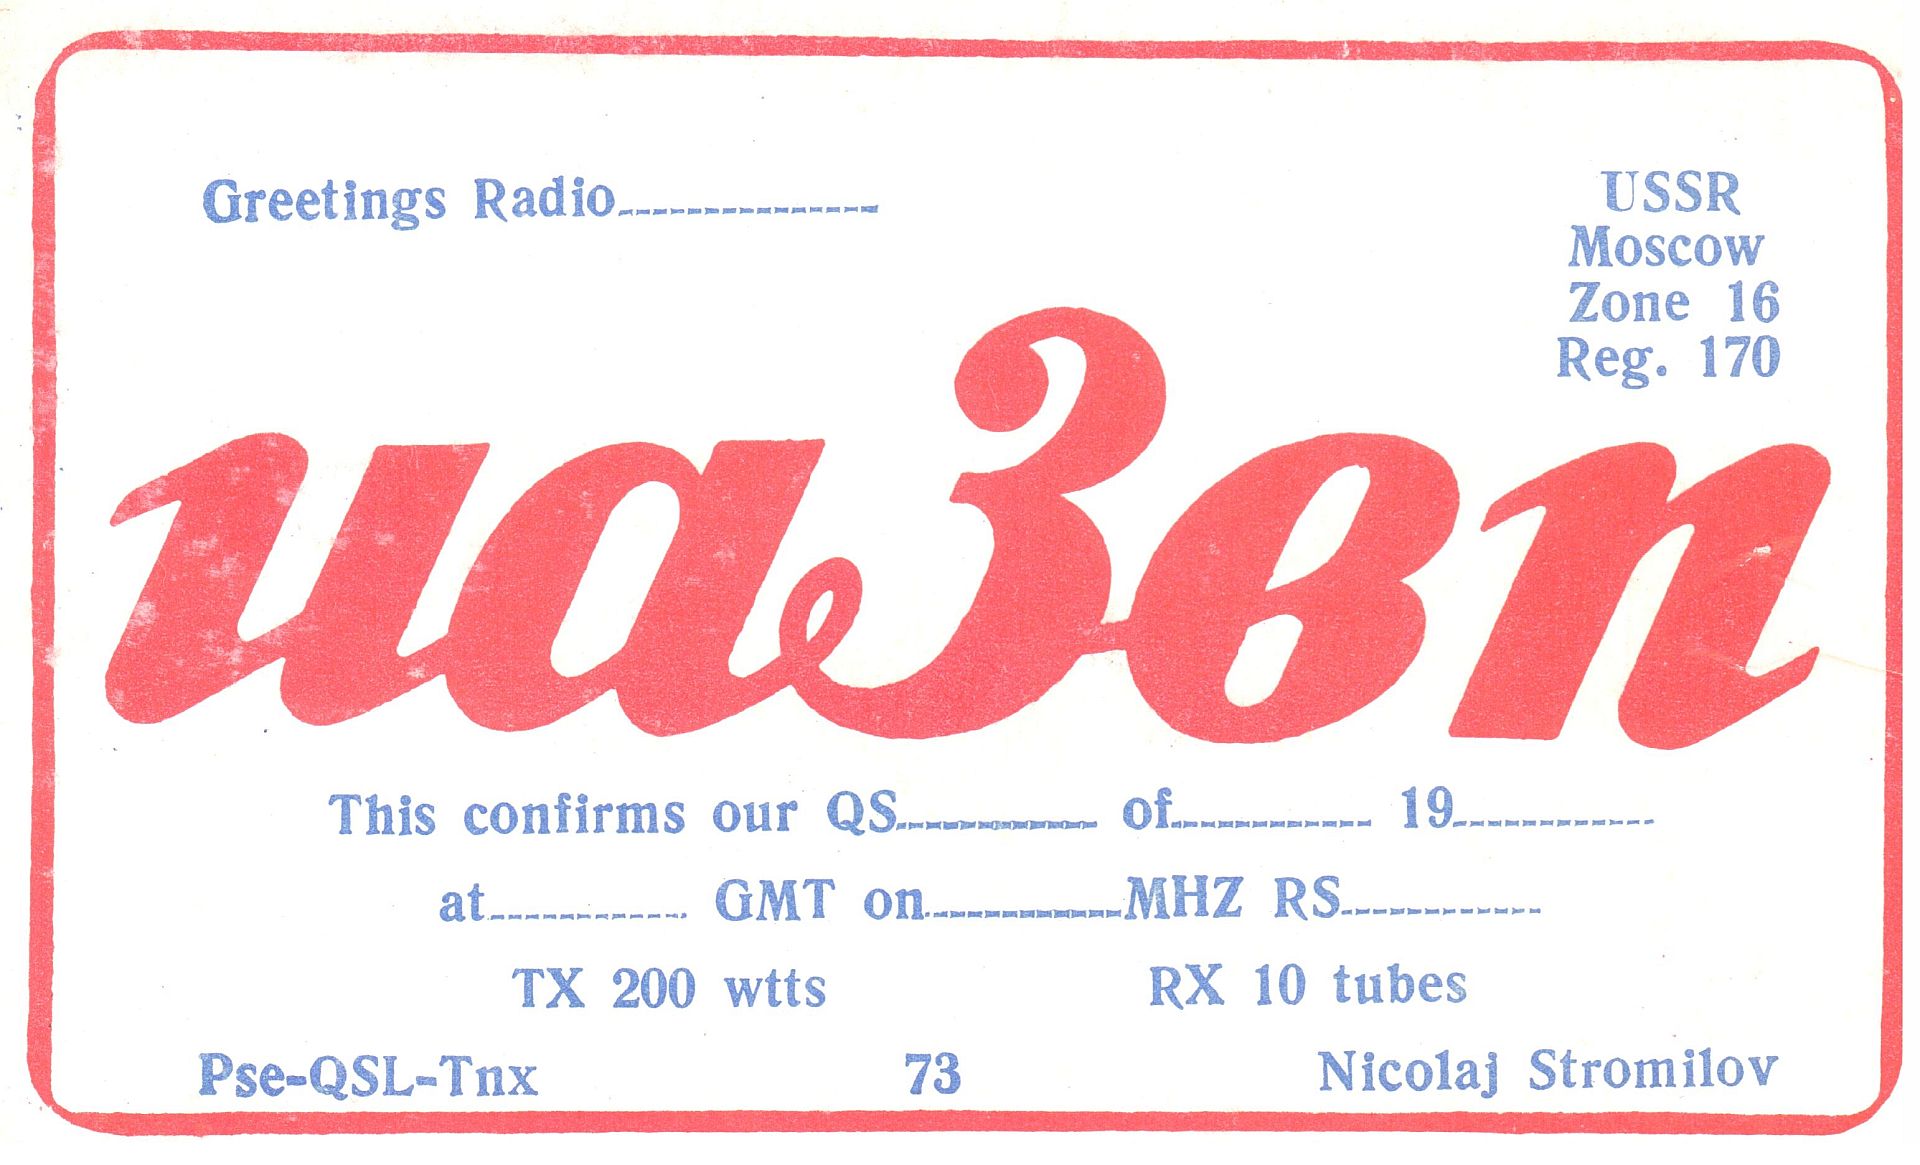 Greetings Radio
USSR
Moscow
Zone 16
Reg. 170
ua3bn
This confirms our QS............ of............ 19............
at............ GMT on............MHZ RS............
TX 200 wtts RX 10 tubes
Pse-QSL-Tnx 73 Nicolaj Stromilov